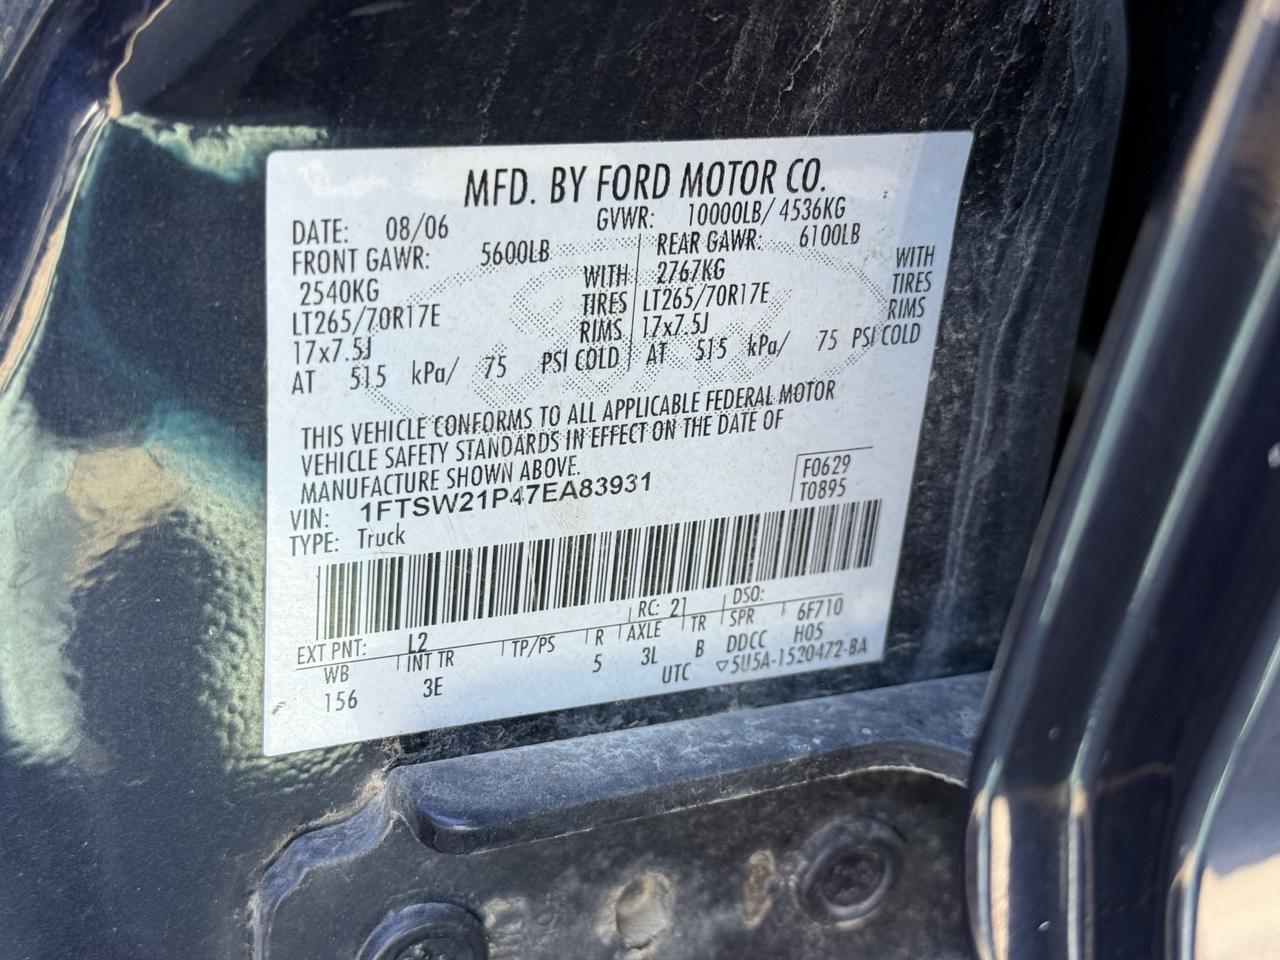 MFD. BY FORD MOTOR CO.
DATE: 08/06 GVWR: 10000LB/ 4536KG
FRONT GAWR: 5600LB REAR GAWR: 6100LB
2540KG WITH 2767KG WITH
LT265/70R17E TIRES LT265/70R17E TIRES
17x7.5J RIMS 17x7.5J RIMS
AT 515 kPa/ 75 PSI COLD AT 515 kPa/ 75 PSI COLD
THIS VEHICLE CONFORMS TO ALL APPLICABLE FEDERAL MOTOR
VEHICLE SAFETY STANDARDS IN EFFECT ON THE DATE OF
MANUFACTURE SHOWN ABOVE.
VIN: 1FTSW21P47EA83931 F0629
TYPE: Truck T0895
EXT PNT: L2 RC: 21 DSO:
WB INT TR TP/PS R AXLE TR SPR 6F710
156 3E 5 3L B DDCC H05
UTC ▽5U5A-1520472-BA